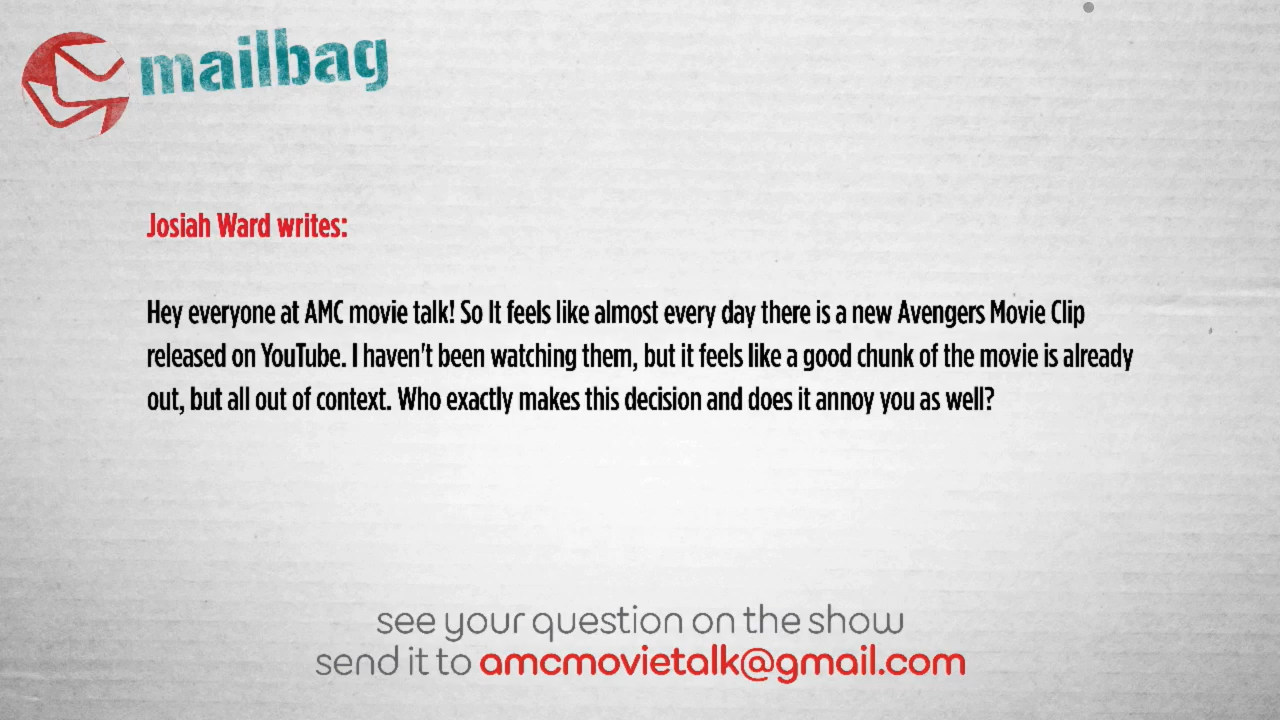 mailbag
Josiah Ward writes:
Hey everyone at AMC movie talk! So It feels like almost every day there is a new Avengers Movie Clip
released on YouTube. I haven't been watching them, but it feels like a good chunk of the movie is already
out, but all out of context. Who exactly makes this decision and does it annoy you as well?
see your question on the show
send it to amcmovietalk@gmail.com